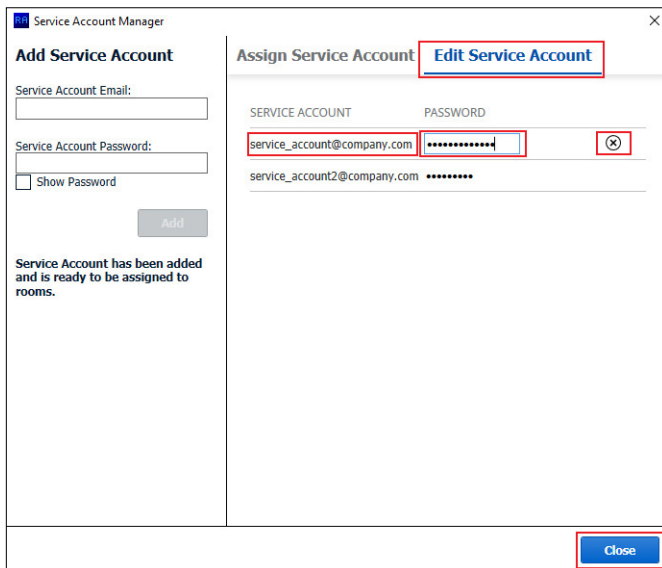 RA Service Account Manager
Add Service Account
Service Account Email:
Service Account Password:
Show Password
Add
Service Account has been added
and is ready to be assigned to
rooms.
Assign Service Account Edit Service Account
SERVICE ACCOUNT PASSWORD
service_account@company.com •••••••••••••
service_account2@company.com •••••••••
Close